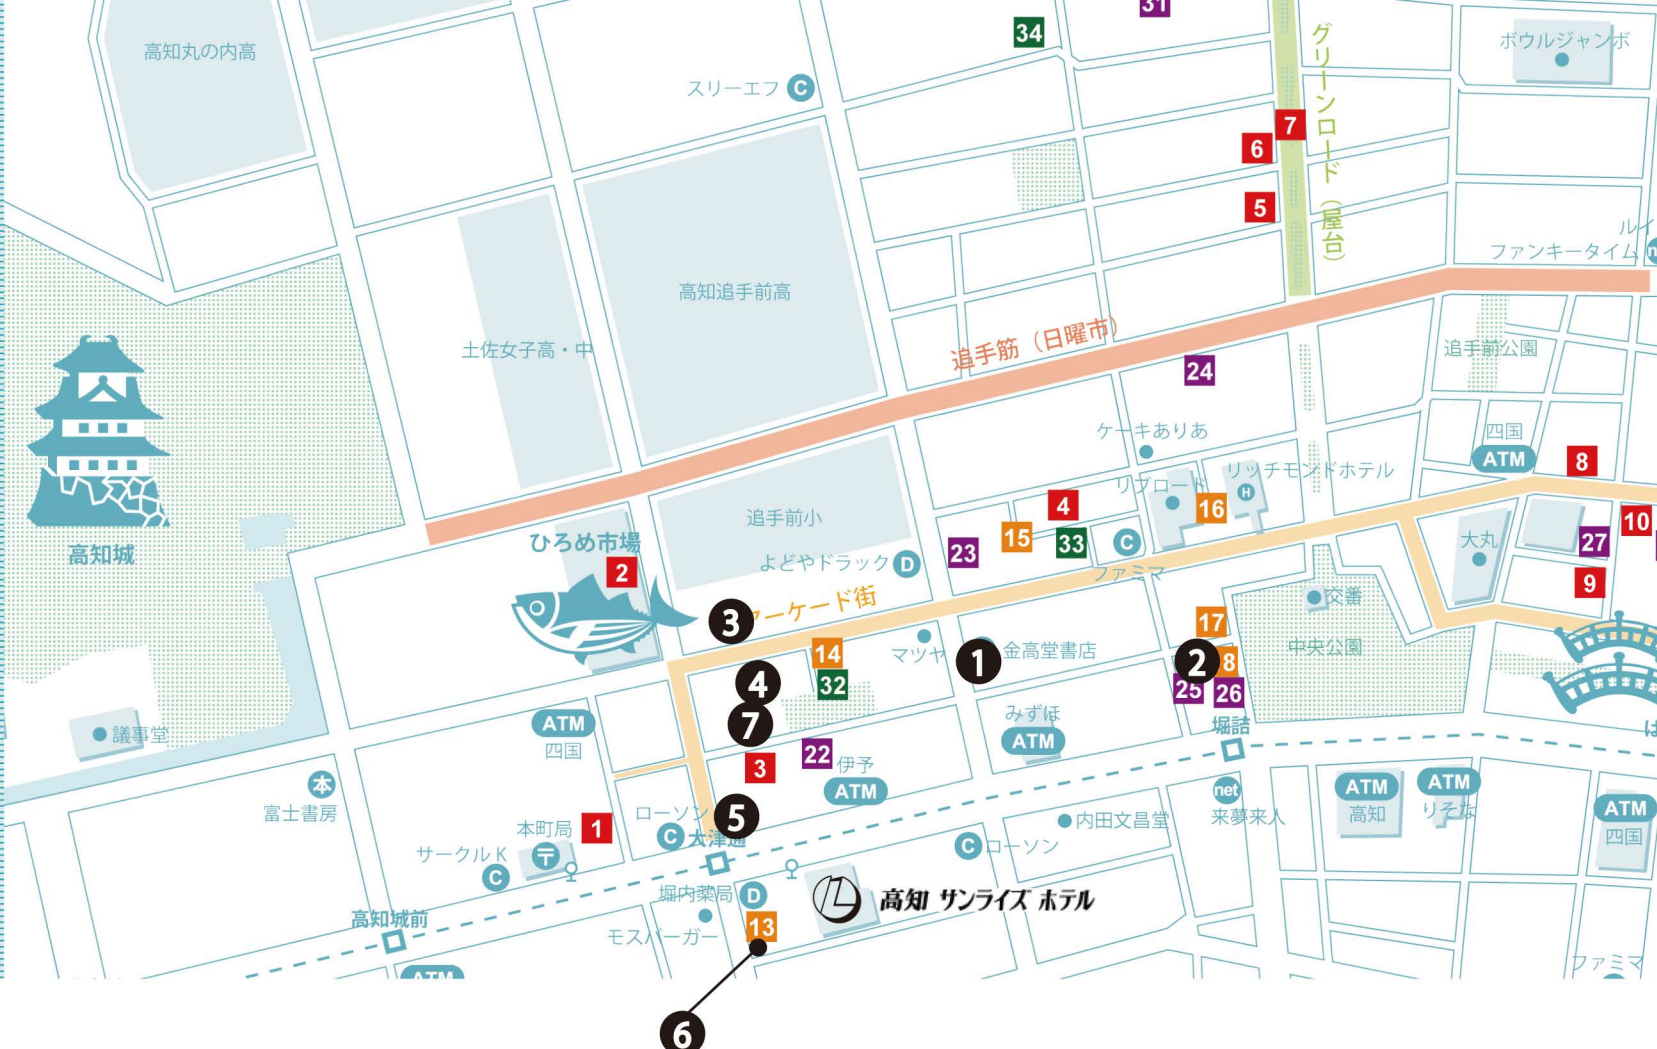 31
34
高知丸の内高
スリーエフ C
グリーンロード（屋台）
ボウルジャンボ
7
6
5
ルイ
ファンキータイム
高知追手前高
土佐女子高・中
追手筋（日曜市）
24
追手前公園
ケーキありあ
四国
ATM
8
リッチモンドホテル
H
リブロード
16
4
追手前小
15
33
C
ファミマ
23
10
27
大丸
9
高知城
ひろめ市場
2
よどやドラック D
アーケード街
3
交番
17
中央公園
14
マツヤ
1
金高堂書店
2
8
25
26
4
32
7
みずほ
ATM
堀詰
議事堂
ATM
四国
22
伊予
ATM
3
本
富士書房
ローソン
C
5
大津通
本町局
1
〒
サークルK
C
net
来夢来人
内田文昌堂
C ローソン
ATM
高知
ATM
りそな
ATM
四国
は
堀内薬局 D
高知 サンライズ ホテル
高知城前
モスバーガー
13
ATM
ファミマ
6